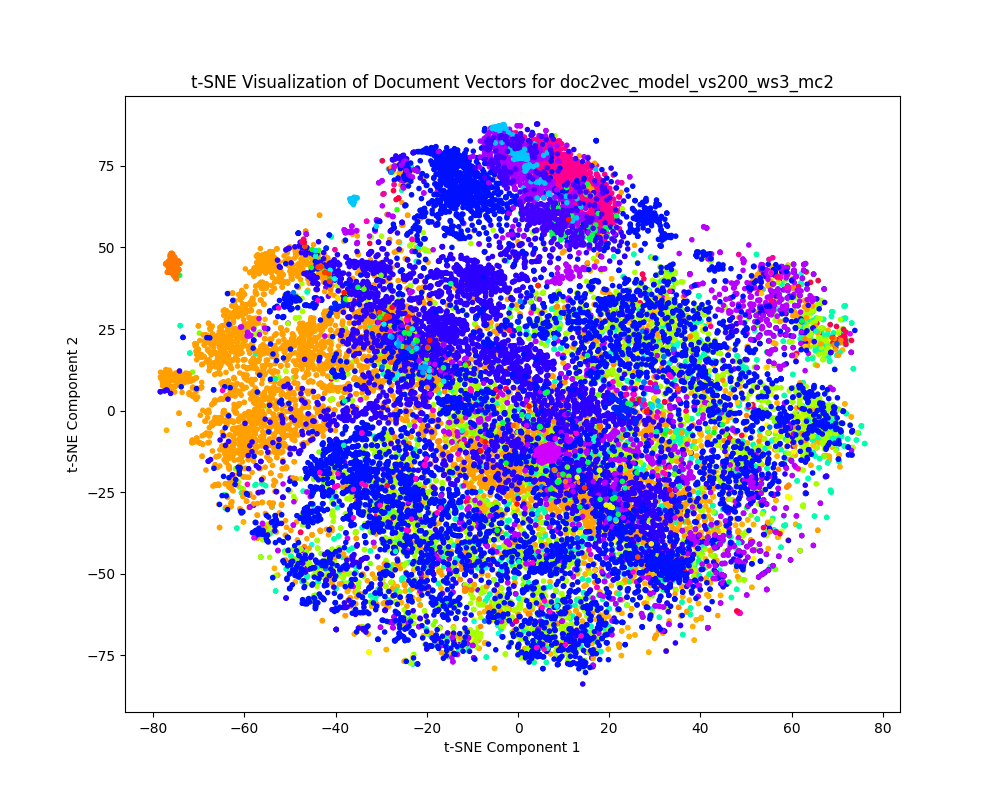 t-SNE Visualization of Document Vectors for doc2vec_model_vs200_ws3_mc2
75
50
25
0
−25
−50
−75
t-SNE Component 2
−80 −60 −40 −20 0 20 40 60 80
t-SNE Component 1